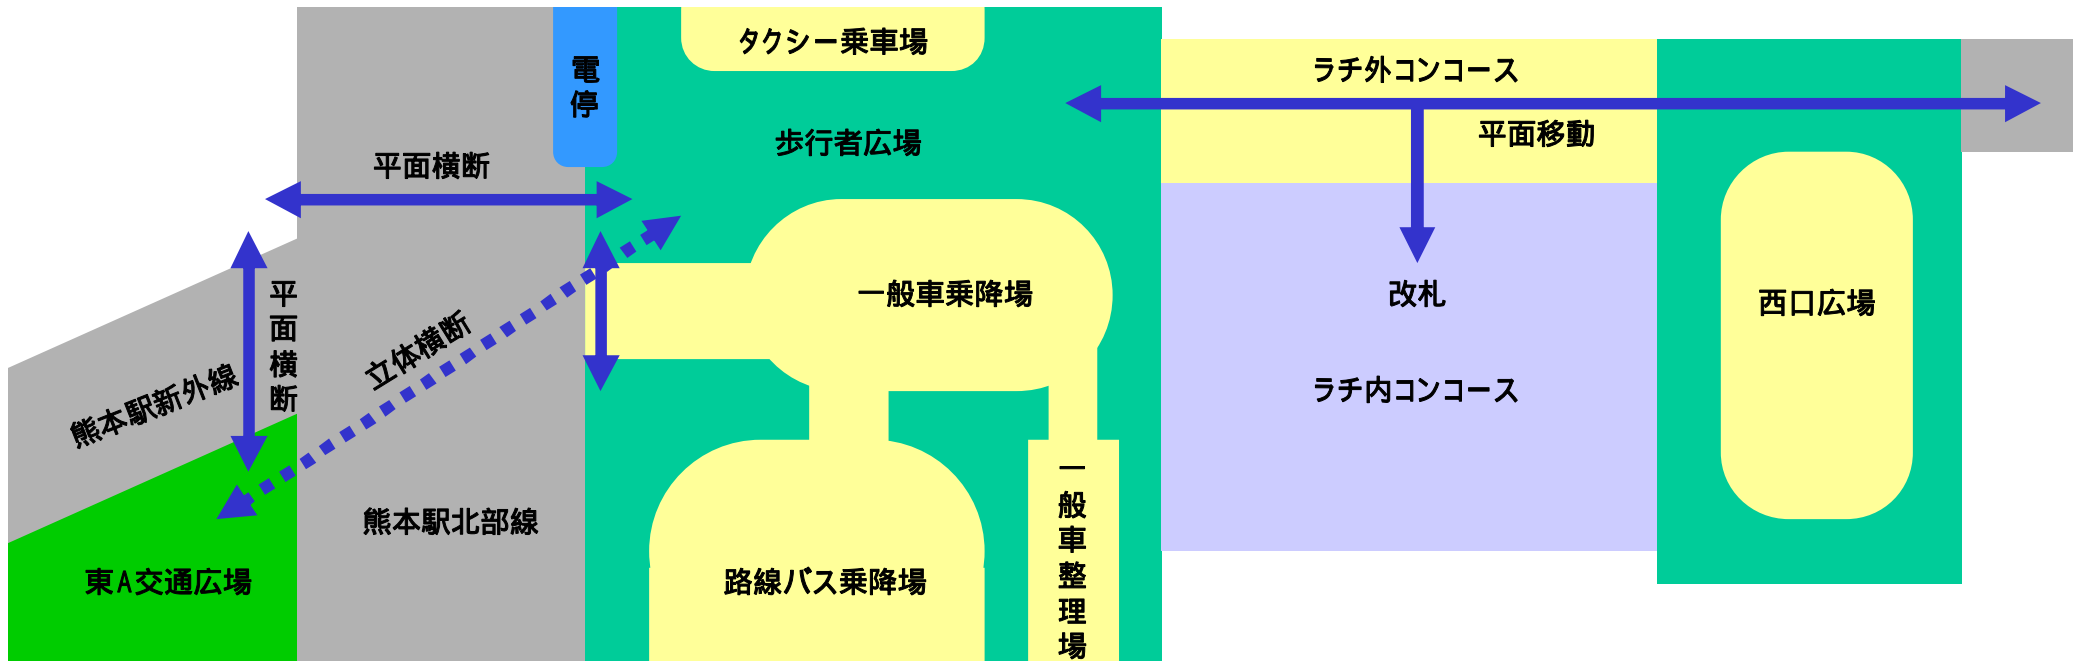 タクシー乗車場
電停
ラチ外コンコース
歩行者広場
平面移動
平面横断
一般車乗降場
改札
西口広場
平面横断
立体横断
熊本駅新外線
ラチ内コンコース
熊本駅北部線
一般車整理場
東A交通広場
路線バス乗降場